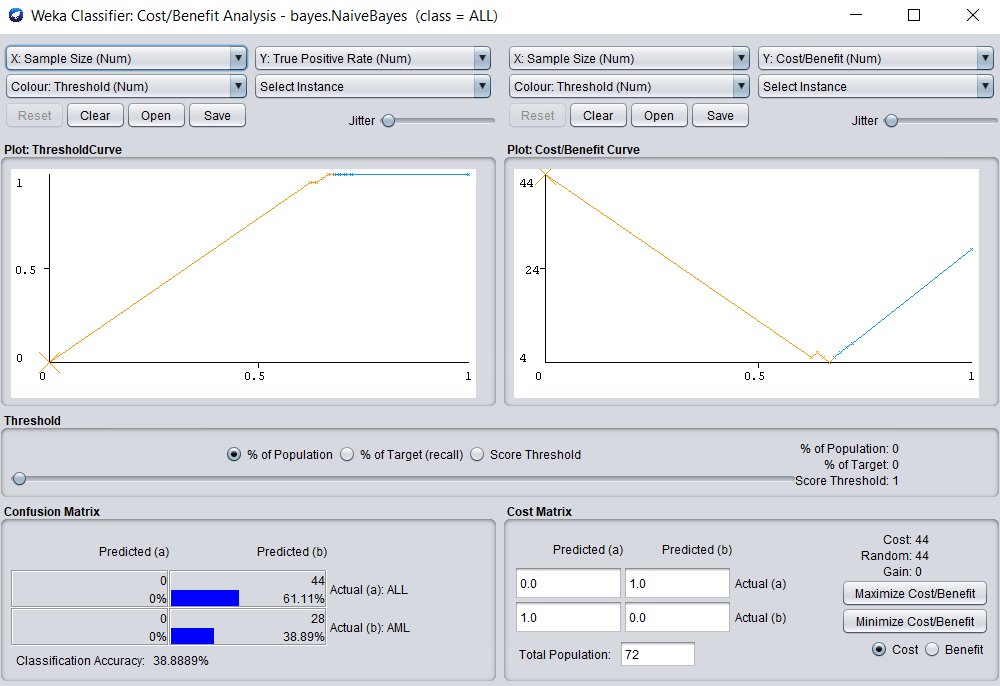 Weka Classifier: Cost/Benefit Analysis - bayes.NaiveBayes (class = ALL)
X: Sample Size (Num)
Y: True Positive Rate (Num)
X: Sample Size (Num)
Y: Cost/Benefit (Num)
Colour: Threshold (Num)
Select Instance
Colour: Threshold (Num)
Select Instance
Reset
Clear
Open
Save
Jitter
Reset
Clear
Open
Save
Jitter
Plot: ThresholdCurve
1
0.5
0
0
0.5
1
Plot: Cost/Benefit Curve
44
24
4
0
0.5
1
Threshold
% of Population
% of Target (recall)
Score Threshold
% of Population: 0
% of Target: 0
Score Threshold: 1
Confusion Matrix
Predicted (a)
Predicted (b)
0
0%
44
61.11%
Actual (a): ALL
0
0%
28
38.89%
Actual (b): AML
Classification Accuracy: 38.8889%
Cost Matrix
Predicted (a)
Predicted (b)
0.0
1.0
Actual (a)
1.0
0.0
Actual (b)
Total Population:
72
Cost: 44
Random: 44
Gain: 0
Maximize Cost/Benefit
Minimize Cost/Benefit
Cost
Benefit